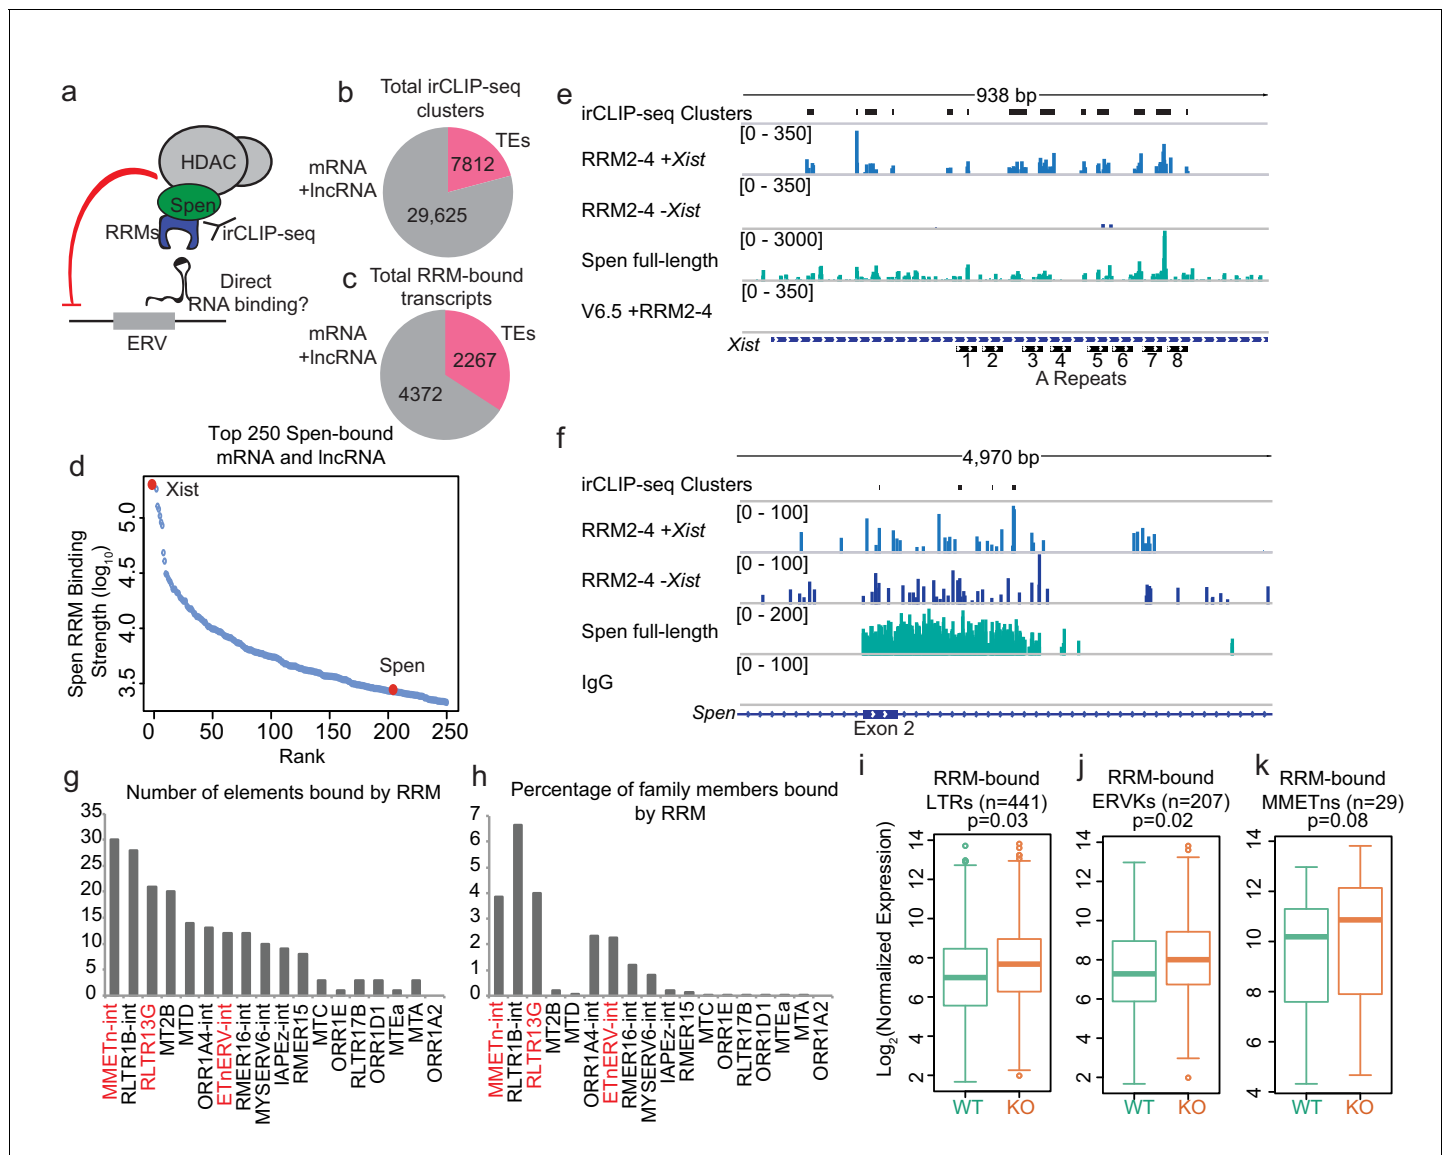 a
HDAC
Spen
RRMs
irCLIP-seq
Direct
RNA binding?
ERV
b
Total irCLIP-seq
clusters
TEs
7812
mRNA
+lncRNA
29,625
c
Total RRM-bound
transcripts
mRNA
+lncRNA
TEs
2267
4372
d
Top 250 Spen-bound
mRNA and lncRNA
Spen RRM Binding
Strength (log10)
5.0
4.5
4.0
3.5
Xist
Spen
0 50 100 150 200 250
Rank
e
938 bp
irCLIP-seq Clusters
[0 - 350]
RRM2-4 +Xist
[0 - 350]
RRM2-4 -Xist
[0 - 3000]
Spen full-length
[0 - 350]
V6.5 +RRM2-4
Xist
1 2 3 4 5 6 7 8
A Repeats
f
4,970 bp
irCLIP-seq Clusters
[0 - 100]
RRM2-4 +Xist
[0 - 100]
RRM2-4 -Xist
[0 - 200]
Spen full-length
[0 - 100]
IgG
Spen
Exon 2
g
Number of elements bound by RRM
35
30
25
20
15
10
5
0
MMETn-int
RLTR1B-int
RLTR13G
MT2B
MTD
ORR1A4-int
ETnERV-int
RMER16-int
MYSERV6-int
IAPEz-int
RMER15
MTC
ORR1E
RLTR17B
ORR1D1
MTEa
MTA
ORR1A2
h
Percentage of family members bound
by RRM
7
6
5
4
3
2
1
0
MMETn-int
RLTR1B-int
RLTR13G
MT2B
MTD
ORR1A4-int
ETnERV-int
RMER16-int
MYSERV6-int
IAPEz-int
RMER15
MTC
ORR1E
RLTR17B
ORR1D1
MTEa
MTA
ORR1A2
i
RRM-bound
LTRs (n=441)
p=0.03
Log2(Normalized Expression)
14
12
10
8
6
4
2
WT KO
j
RRM-bound
ERVKs (n=207)
p=0.02
14
12
10
8
6
4
2
WT KO
k
RRM-bound
MMETns (n=29)
p=0.08
14
12
10
8
6
4
WT KO